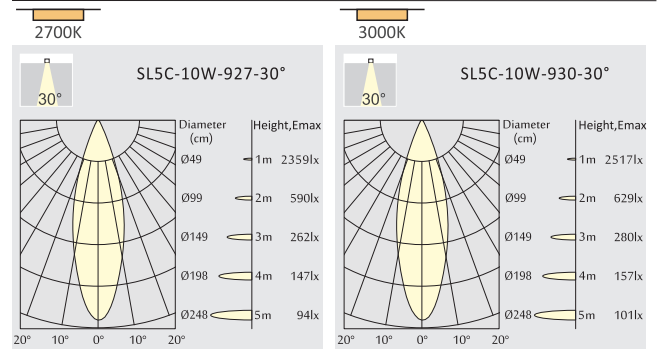 2700K
SL5C-10W-927-30°
30°
Diameter (cm) Height,Emax
Ø49 1m 2359lx
Ø99 2m 590lx
Ø149 3m 262lx
Ø198 4m 147lx
Ø248 5m 94lx
20° 10° 0° 10° 20°
3000K
SL5C-10W-930-30°
30°
Diameter (cm) Height,Emax
Ø49 1m 2517lx
Ø99 2m 629lx
Ø149 3m 280lx
Ø198 4m 157lx
Ø248 5m 101lx
20° 10° 0° 10° 20°